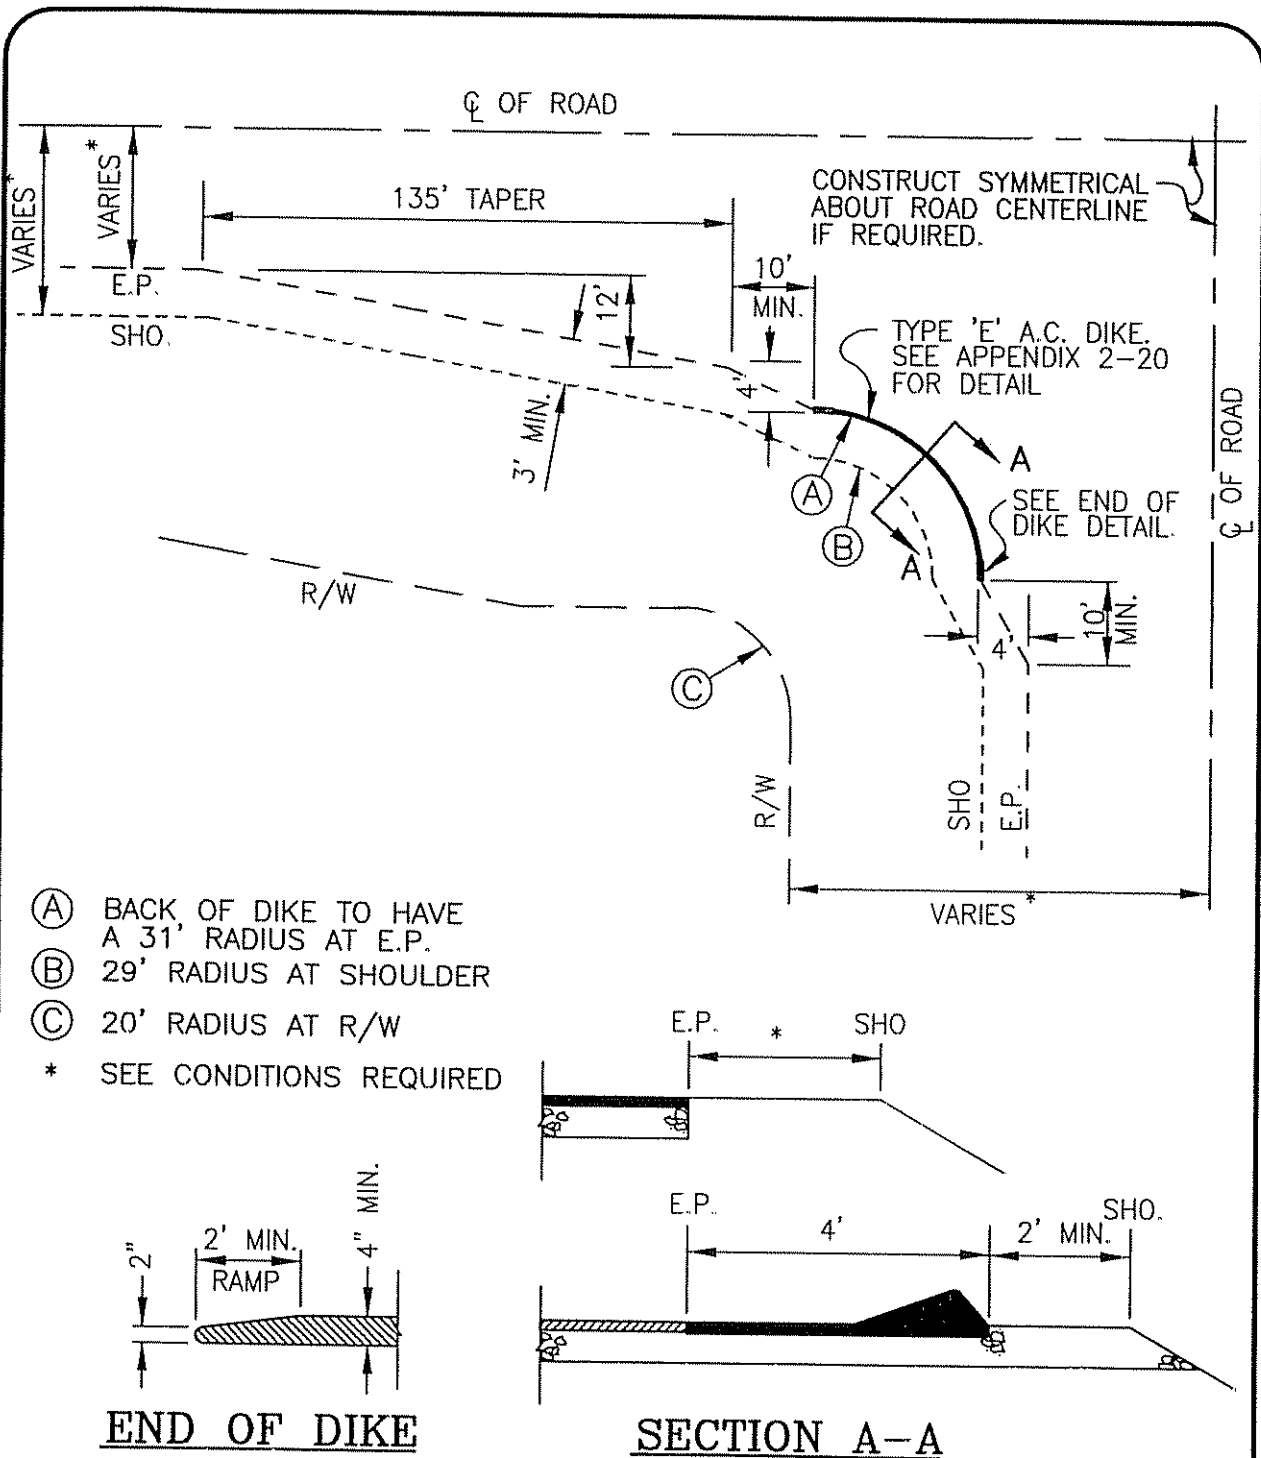 ℄ OF ROAD
VARIES*
VARIES*
135' TAPER
CONSTRUCT SYMMETRICAL
ABOUT ROAD CENTERLINE
IF REQUIRED.
E.P.
SHO.
12'
10'
MIN.
4'
3' MIN.
TYPE 'E' A.C. DIKE.
SEE APPENDIX 2-20
FOR DETAIL
A
B
A
A
SEE END OF
DIKE DETAIL.
℄ OF ROAD
R/W
C
4'
10'
MIN.
R/W
SHO
E.P.
VARIES*
A BACK OF DIKE TO HAVE
A 31' RADIUS AT E.P.
B 29' RADIUS AT SHOULDER
C 20' RADIUS AT R/W
* SEE CONDITIONS REQUIRED
E.P. * SHO
2"
2' MIN.
RAMP
4" MIN.
E.P. 4' 2' MIN. SHO.
END OF DIKE
SECTION A-A